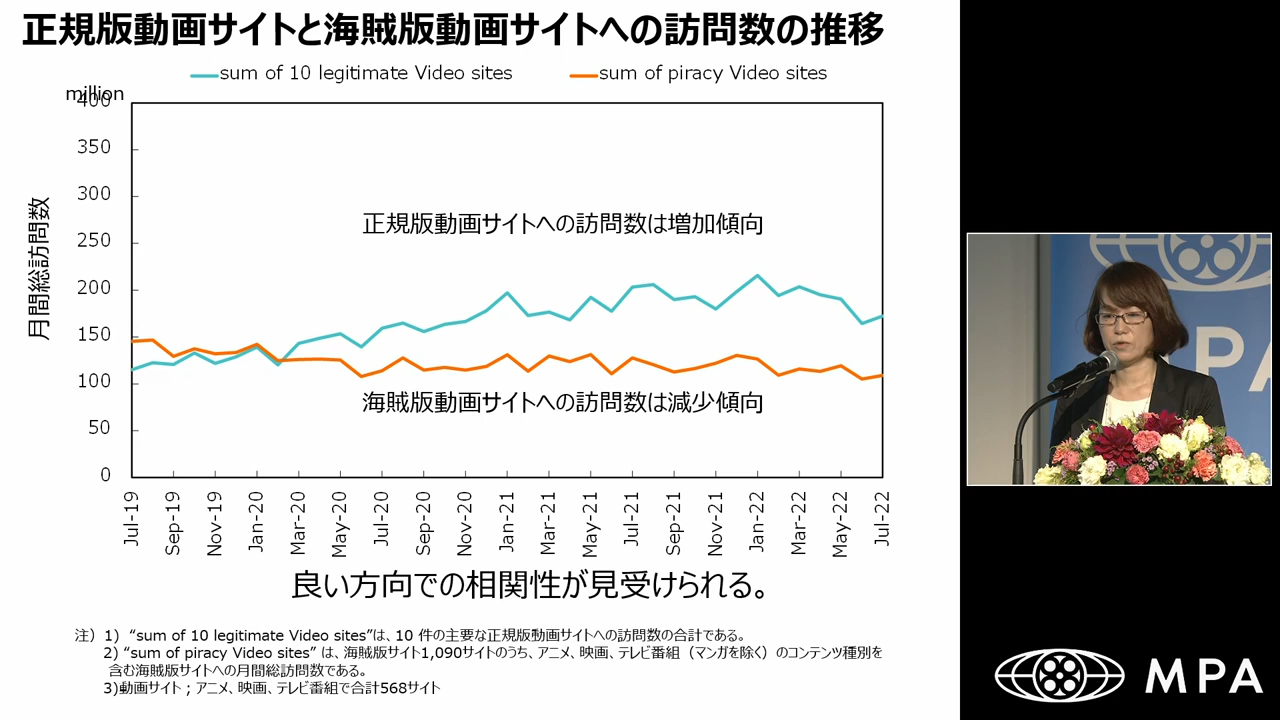 正規版動画サイトと海賊版動画サイトへの訪問数の推移
sum of 10 legitimate Video sites
sum of piracy Video sites
million
400
350
300
250
200
150
100
50
0
月間総訪問数
正規版動画サイトへの訪問数は増加傾向
海賊版動画サイトへの訪問数は減少傾向
Jul-19
Sep-19
Nov-19
Jan-20
Mar-20
May-20
Jul-20
Sep-20
Nov-20
Jan-21
Mar-21
May-21
Jul-21
Sep-21
Nov-21
Jan-22
Mar-22
May-22
Jul-22
良い方向での相関性が見受けられる。
注）1) “sum of 10 legitimate Video sites”は、10 件の主要な正規版動画サイトへの訪問数の合計である。
2) “sum of piracy Video sites” は、海賊版サイト1,090サイトのうち、アニメ、映画、テレビ番組（マンガを除く）のコンテンツ種別を
含む海賊版サイトへの月間総訪問数である。
3)動画サイト ; アニメ、映画、テレビ番組で合計568サイト
MPA
MPA